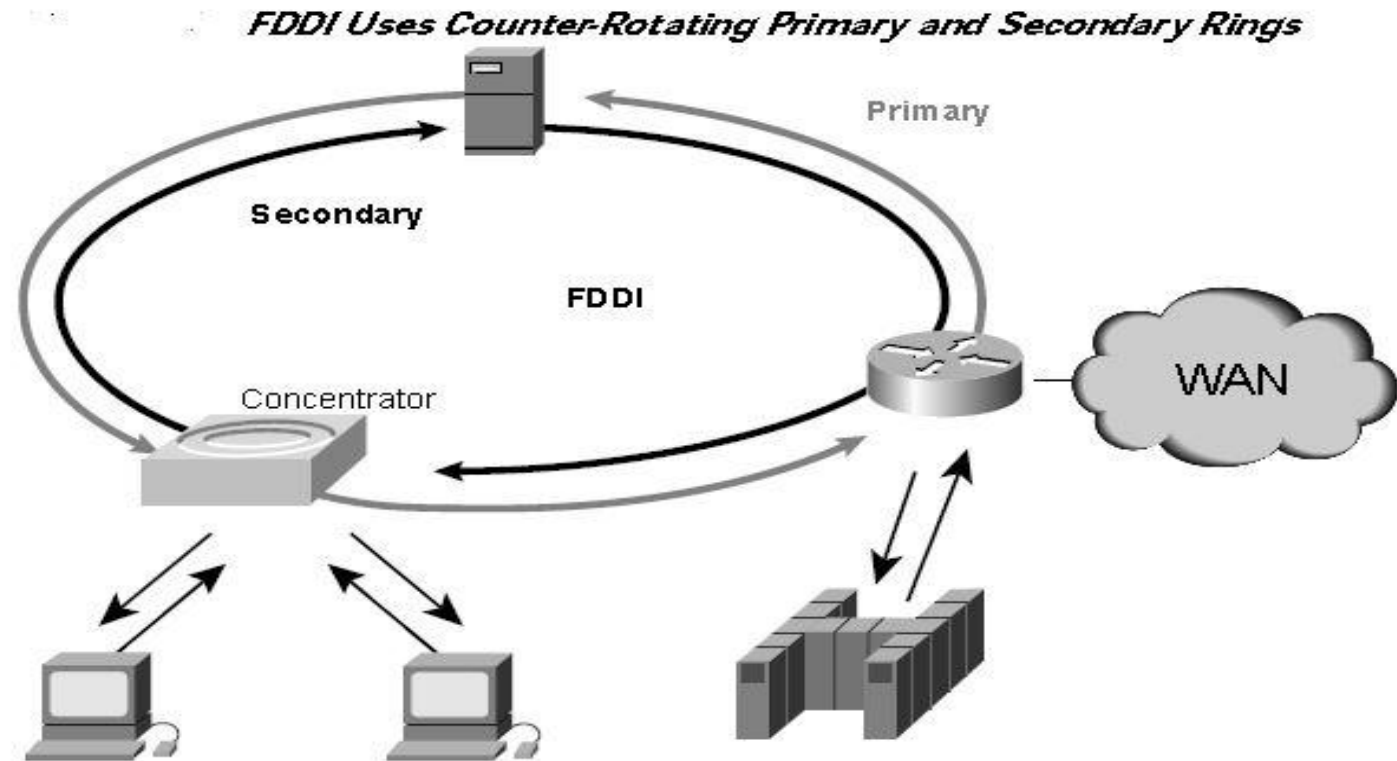 FDDI Uses Counter-Rotating Primary and Secondary Rings
Primary
Secondary
FDDI
WAN
Concentrator